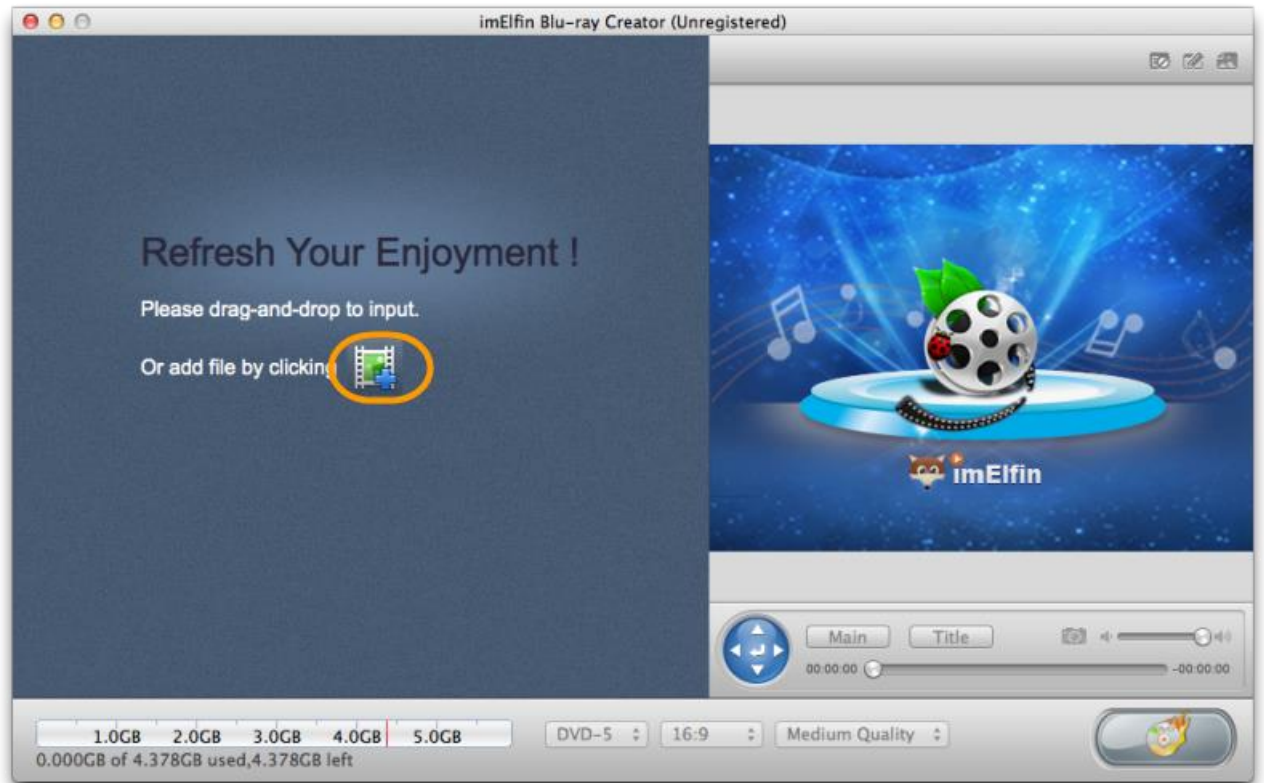 imElfin Blu-ray Creator (Unregistered)
Refresh Your Enjoyment !
Please drag-and-drop to input.
Or add file by clicking
imElfin
Main Title
00:00:00 -00:00:00
1.0GB 2.0GB 3.0GB 4.0GB 5.0GB
DVD-5 16:9 Medium Quality
0.000GB of 4.378GB used,4.378GB left